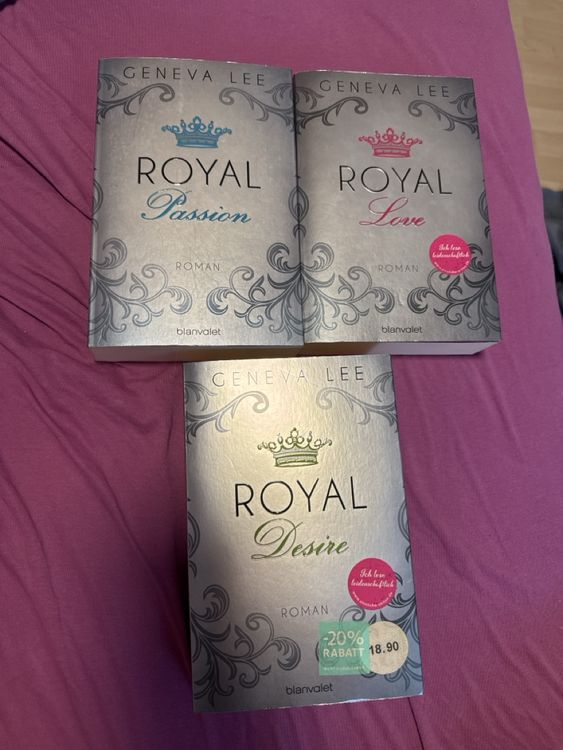 GENEVA LEE
ROYAL
Passion
ROMAN
blanvalet
GENEVA LEE
ROYAL
Love
Ich lese
leidenschaftlich
ROMAN
blanvalet
GENEVA LEE
ROYAL
Desire
Ich lese
leidenschaftlich
ROMAN
-20%
RABATT
18.90
blanvalet